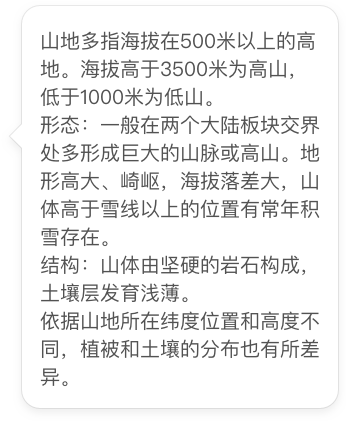 山地多指海拔在500米以上的高
地。海拔高于3500米为高山，
低于1000米为低山。
形态：一般在两个大陆板块交界
处多形成巨大的山脉或高山。地
形高大、崎岖，海拔落差大，山
体高于雪线以上的位置有常年积
雪存在。
结构：山体由坚硬的岩石构成，
土壤层发育浅薄。
依据山地所在纬度位置和高度不
同，植被和土壤的分布也有所差
异。